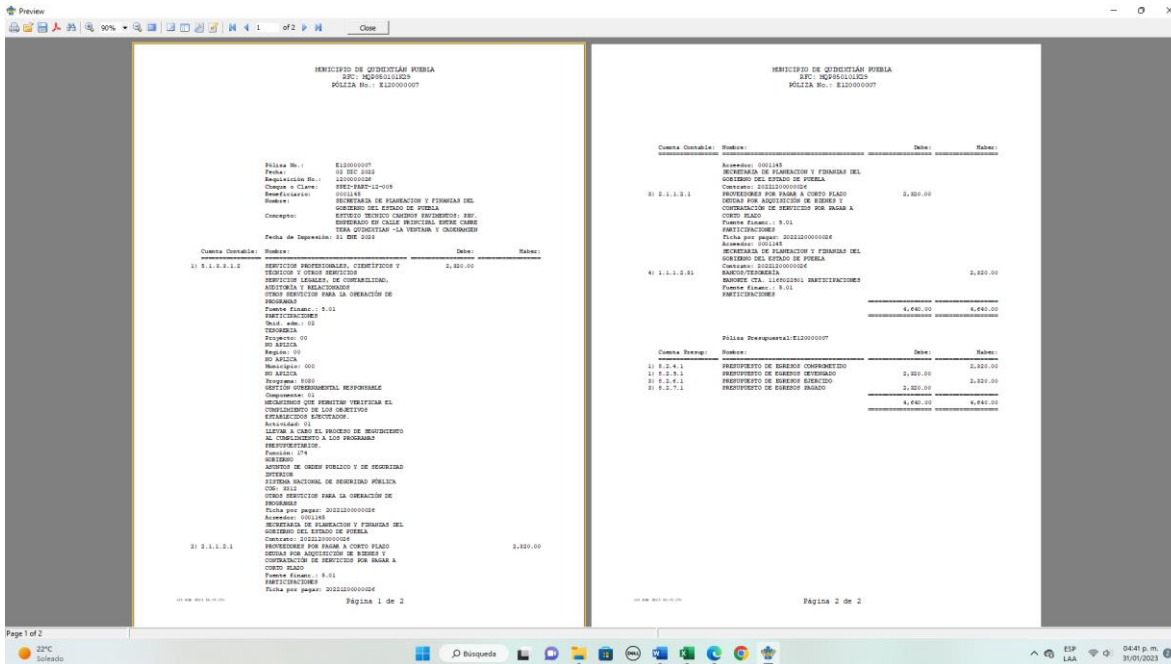 Preview
90%
1 of 2
Close
MUNICIPIO DE QUIMIXTLÁN PUEBLA
RFC: MQP850101K29
PÓLIZA No.: E120000007
Póliza No.: E120000007
Fecha: 02 DIC 2022
Requisición No.: 1200000026
Cheque o Clave: SPEI-PART-12-005
Beneficiario: 0001145
Nombre: SECRETARIA DE PLANEACION Y FINANZAS DEL
GOBIERNO DEL ESTADO DE PUEBLA
Concepto: ESTUDIO TECNICO CAMINOS PAVIMENTOS: REF.
EMPEDRADO EN CALLE PRINCIPAL ENTRE CARRE
TERA QUIMIXTLAN -LA VENTANA Y CADENAMIEN
Fecha de Impresión: 31 ENE 2023
Cuenta Contable: Nombre: Debe: Haber:
1) 5.1.3.3.1.2 SERVICIOS PROFESIONALES, CIENTÍFICOS Y 2,320.00
TÉCNICOS Y OTROS SERVICIOS
SERVICIOS LEGALES, DE CONTABILIDAD,
AUDITORÍA Y RELACIONADOS
OTROS SERVICIOS PARA LA OPERACIÓN DE
PROGRAMAS
Fuente financ.: 5.01
PARTICIPACIONES
Unid. adm.: 02
TESORERIA
Proyecto: 00
NO APLICA
Región: 00
NO APLICA
Municipio: 000
NO APLICA
Programa:
GESTIÓN GUBERNAMENTAL RESPONSABLE
Componente: 01
MECANISMOS QUE PERMITAN VERIFICAR EL
CUMPLIMIENTO DE LOS OBJETIVOS
ESTABLECIDOS EJECUTADOS.
Actividad: 01
LLEVAR A CABO EL PROCESO DE SEGUIMIENTO
AL CUMPLIMIENTO A LOS PROGRAMAS
PRESUPUESTARIOS.
Función: 174
GOBIERNO
ASUNTOS DE ORDEN PUBLICO Y DE SEGURIDAD
INTERIOR
SISTEMA NACIONAL DE SEGURIDAD PÚBLICA
COG: 3312
OTROS SERVICIOS PARA LA OPERACIÓN DE
PROGRAMAS
Ficha por pagar: 20221200000026
Acreedor: 0001145
SECRETARIA DE PLANEACION Y FINANZAS DEL
GOBIERNO DEL ESTADO DE PUEBLA
Contrato: 20221200000026
2) 2.1.1.2.1 PROVEEDORES POR PAGAR A CORTO PLAZO 2,320.00
DEUDAS POR ADQUISICIÓN DE BIENES Y
CONTRATACIÓN DE SERVICIOS POR PAGAR A
CORTO PLAZO
Fuente financ.: 5.01
PARTICIPACIONES
Ficha por pagar: 20221200000026
Página 1 de 2
MUNICIPIO DE QUIMIXTLÁN PUEBLA
RFC: MQP850101K29
PÓLIZA No.: E120000007
Cuenta Contable: Nombre: Debe: Haber:
Acreedor: 0001145
SECRETARIA DE PLANEACION Y FINANZAS DEL
GOBIERNO DEL ESTADO DE PUEBLA
Contrato: 20221200000026
3) 2.1.1.2.1 PROVEEDORES POR PAGAR A CORTO PLAZO 2,320.00
DEUDAS POR ADQUISICIÓN DE BIENES Y
CONTRATACIÓN DE SERVICIOS POR PAGAR A
CORTO PLAZO
Fuente financ.: 5.01
PARTICIPACIONES
Ficha por pagar: 20221200000026
Acreedor: 0001145
SECRETARIA DE PLANEACION Y FINANZAS DEL
GOBIERNO DEL ESTADO DE PUEBLA
Contrato: 20221200000026
4) 1.1.1.2.31 BANCOS/TESORERÍA 2,320.00
BANORTE CTA. 1165022501 PARTICIPACIONES
Fuente financ.: 5.01
PARTICIPACIONES
4,640.00 4,640.00
Póliza Presupuestal:E120000007
Cuenta Presup: Nombre: Debe: Haber:
1) 8.2.4.1 PRESUPUESTO DE EGRESOS COMPROMETIDO 2,320.00
1) 8.2.5.1 PRESUPUESTO DE EGRESOS DEVENGADO 2,320.00
3) 8.2.6.1 PRESUPUESTO DE EGRESOS EJERCIDO 2,320.00
3) 8.2.7.1 PRESUPUESTO DE EGRESOS PAGADO 2,320.00
4,640.00 4,640.00
Página 2 de 2
Page 1 of 2
22°C
Soleado
Búsqueda
ESP
LAA
04:41 p. m.
31/01/2023